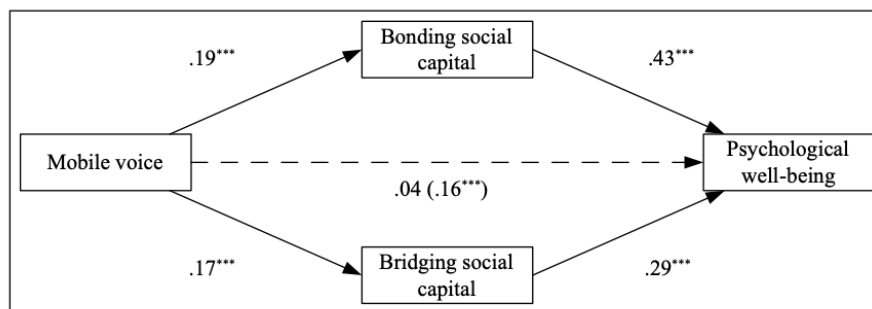 Bonding social
capital
.19***
.43***
Mobile voice
Psychological
well-being
.04 (.16***)
Bridging social
capital
.17***
.29***